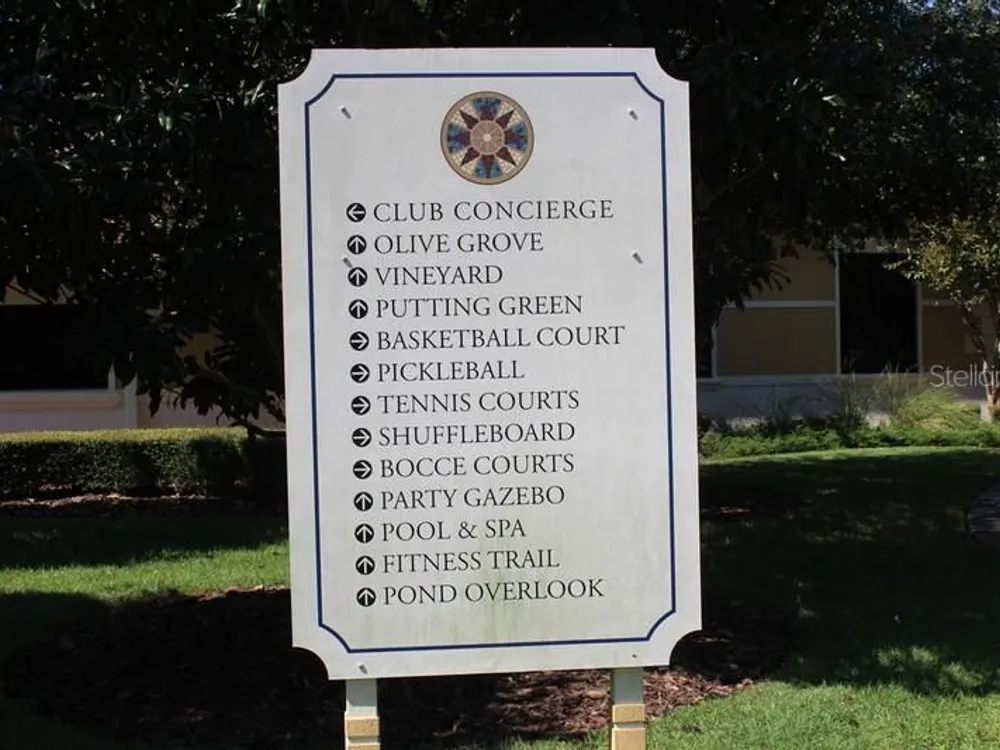 CLUB CONCIERGE
OLIVE GROVE
VINEYARD
PUTTING GREEN
BASKETBALL COURT
PICKLEBALL
TENNIS COURTS
SHUFFLEBOARD
BOCCE COURTS
PARTY GAZEBO
POOL & SPA
FITNESS TRAIL
POND OVERLOOK